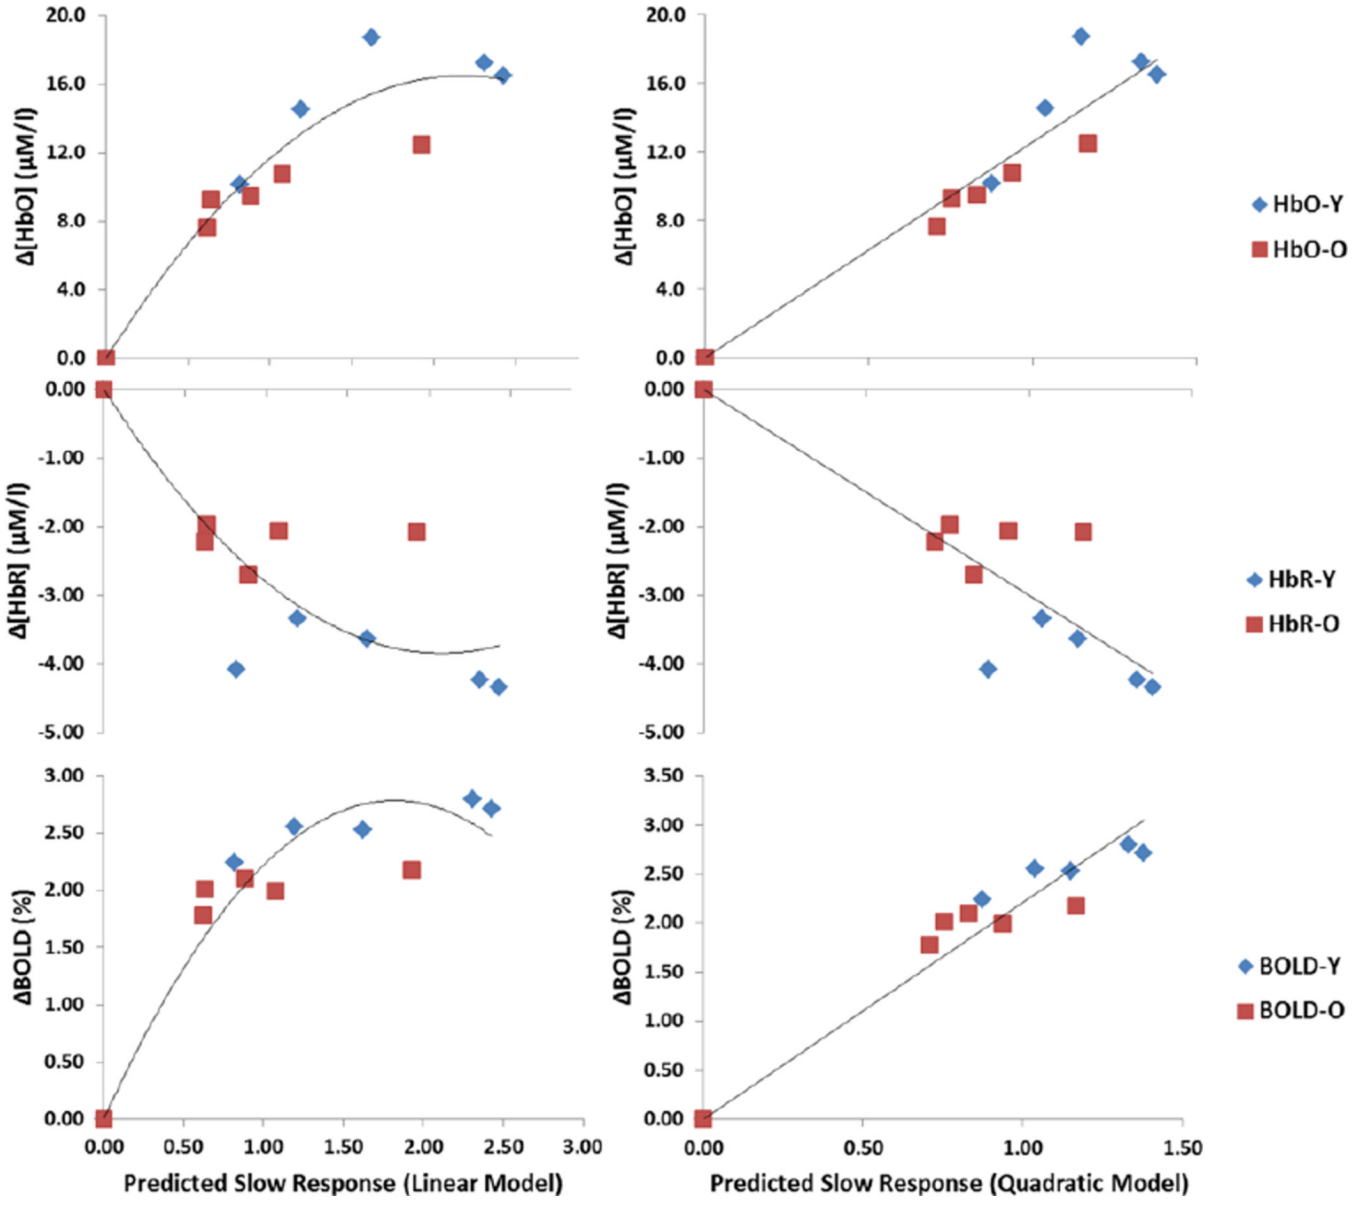 20.0
16.0
12.0
8.0
4.0
0.0
Δ[HbO] (μM/l)
20.0
16.0
12.0
8.0
4.0
0.0
Δ[HbO] (μM/l)
HbO-Y
HbO-O
0.00
-1.00
-2.00
-3.00
-4.00
-5.00
Δ[HbR] (μM/l)
0.00
-1.00
-2.00
-3.00
-4.00
-5.00
Δ[HbR] (μM/l)
HbR-Y
HbR-O
3.00
2.50
2.00
1.50
1.00
0.50
0.00
ΔBOLD (%)
0.00 0.50 1.00 1.50 2.00 2.50 3.00
Predicted Slow Response (Linear Model)
3.50
3.00
2.50
2.00
1.50
1.00
0.50
0.00
ΔBOLD (%)
0.00 0.50 1.00 1.50
Predicted Slow Response (Quadratic Model)
BOLD-Y
BOLD-O